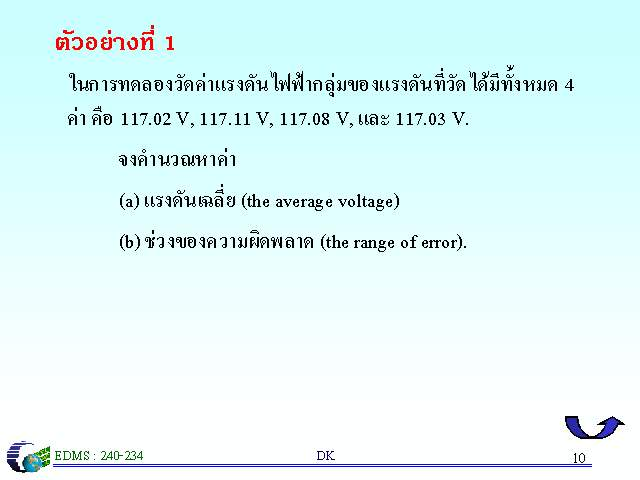 ตัวอย่างที่ 1
ในการทดลองวัดค่าแรงดันไฟฟ้ากลุ่มของแรงดันที่วัดได้มีทั้งหมด 4
ค่า คือ 117.02 V, 117.11 V, 117.08 V, และ 117.03 V.
จงคำนวณหาค่า
(a) แรงดันเฉลี่ย (the average voltage)
(b) ช่วงของความผิดพลาด (the range of error).
EDMS : 240-234 DK 10